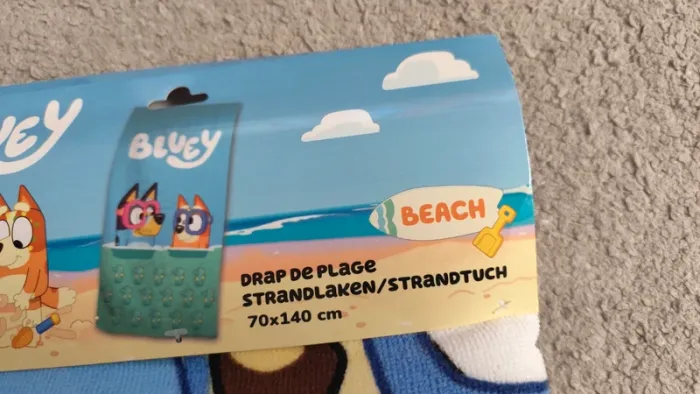 BLUEY
BEACH
DRAP DE PLAGE
STRANDLAKEN/STRANDTUCH
70x140 cm